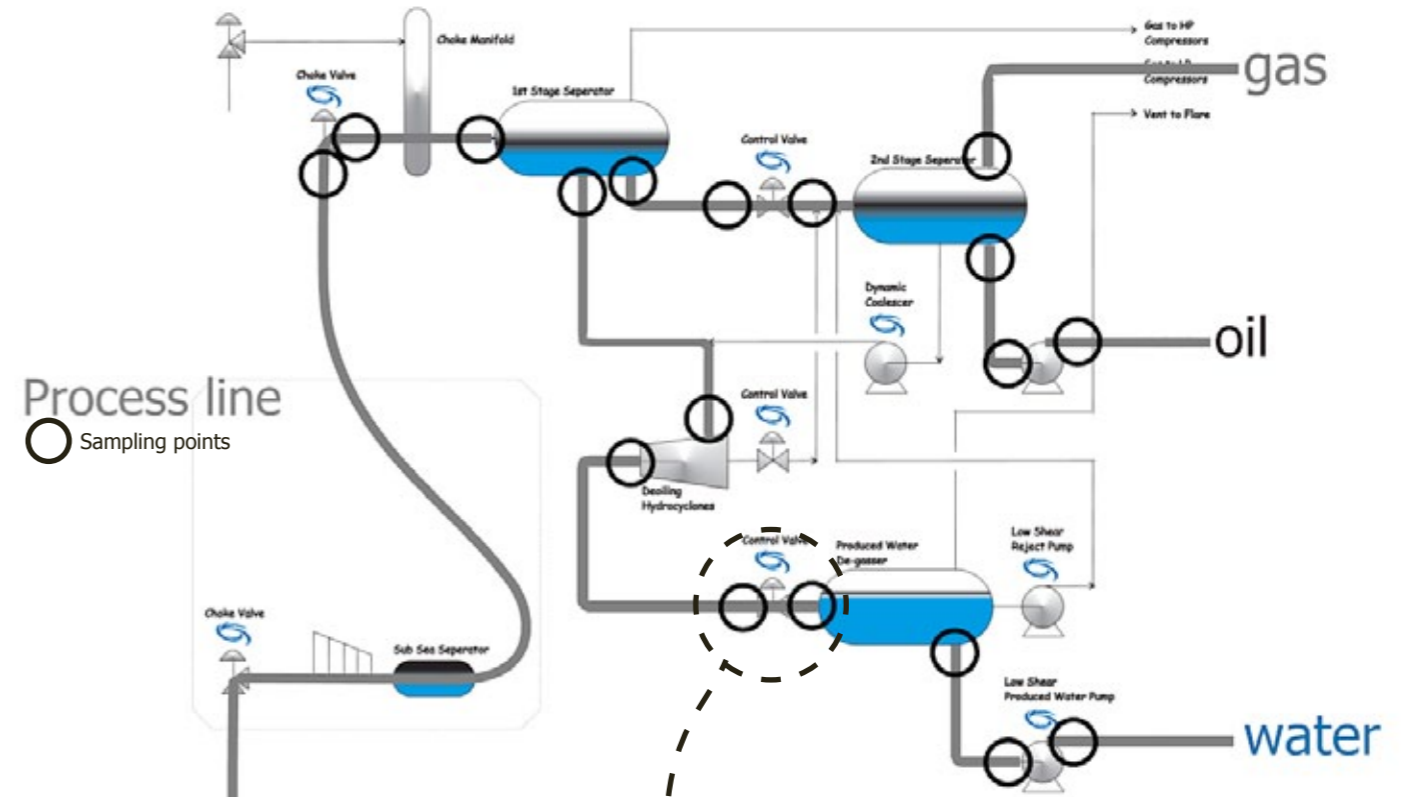 Choke Manifold
Gas to HP
Compressors
gas
Compressors
Choke Valve
1st Stage Seperator
Vent to Flare
Control Valve
2nd Stage Seperator
Dynamic
Coalescer
oil
Process line
Sampling points
Control Valve
Deoiling
Hydrocyclones
Control Valve
Produced Water
De-gasser
Low Shear
Reject Pump
Choke Valve
Sub Sea Seperator
Low Shear
Produced Water Pump
water